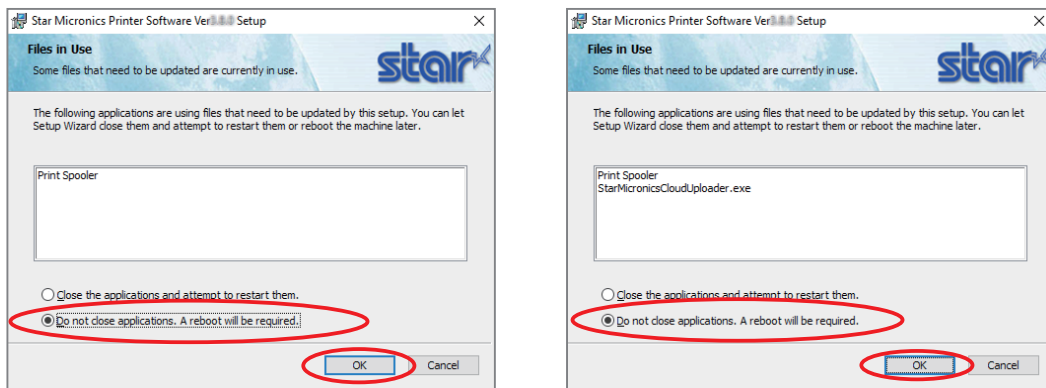 Star Micronics Printer Software Ver Setup
Files in Use
Some files that need to be updated are currently in use.
star
The following applications are using files that need to be updated by this setup. You can let
Setup Wizard close them and attempt to restart them or reboot the machine later.
Print Spooler
Close the applications and attempt to restart them.
Do not close applications. A reboot will be required.
OK
Cancel
Star Micronics Printer Software Ver Setup
Files in Use
Some files that need to be updated are currently in use.
star
The following applications are using files that need to be updated by this setup. You can let
Setup Wizard close them and attempt to restart them or reboot the machine later.
Print Spooler
StarMicronicsCloudUploader.exe
Close the applications and attempt to restart them.
Do not close applications. A reboot will be required.
OK
Cancel